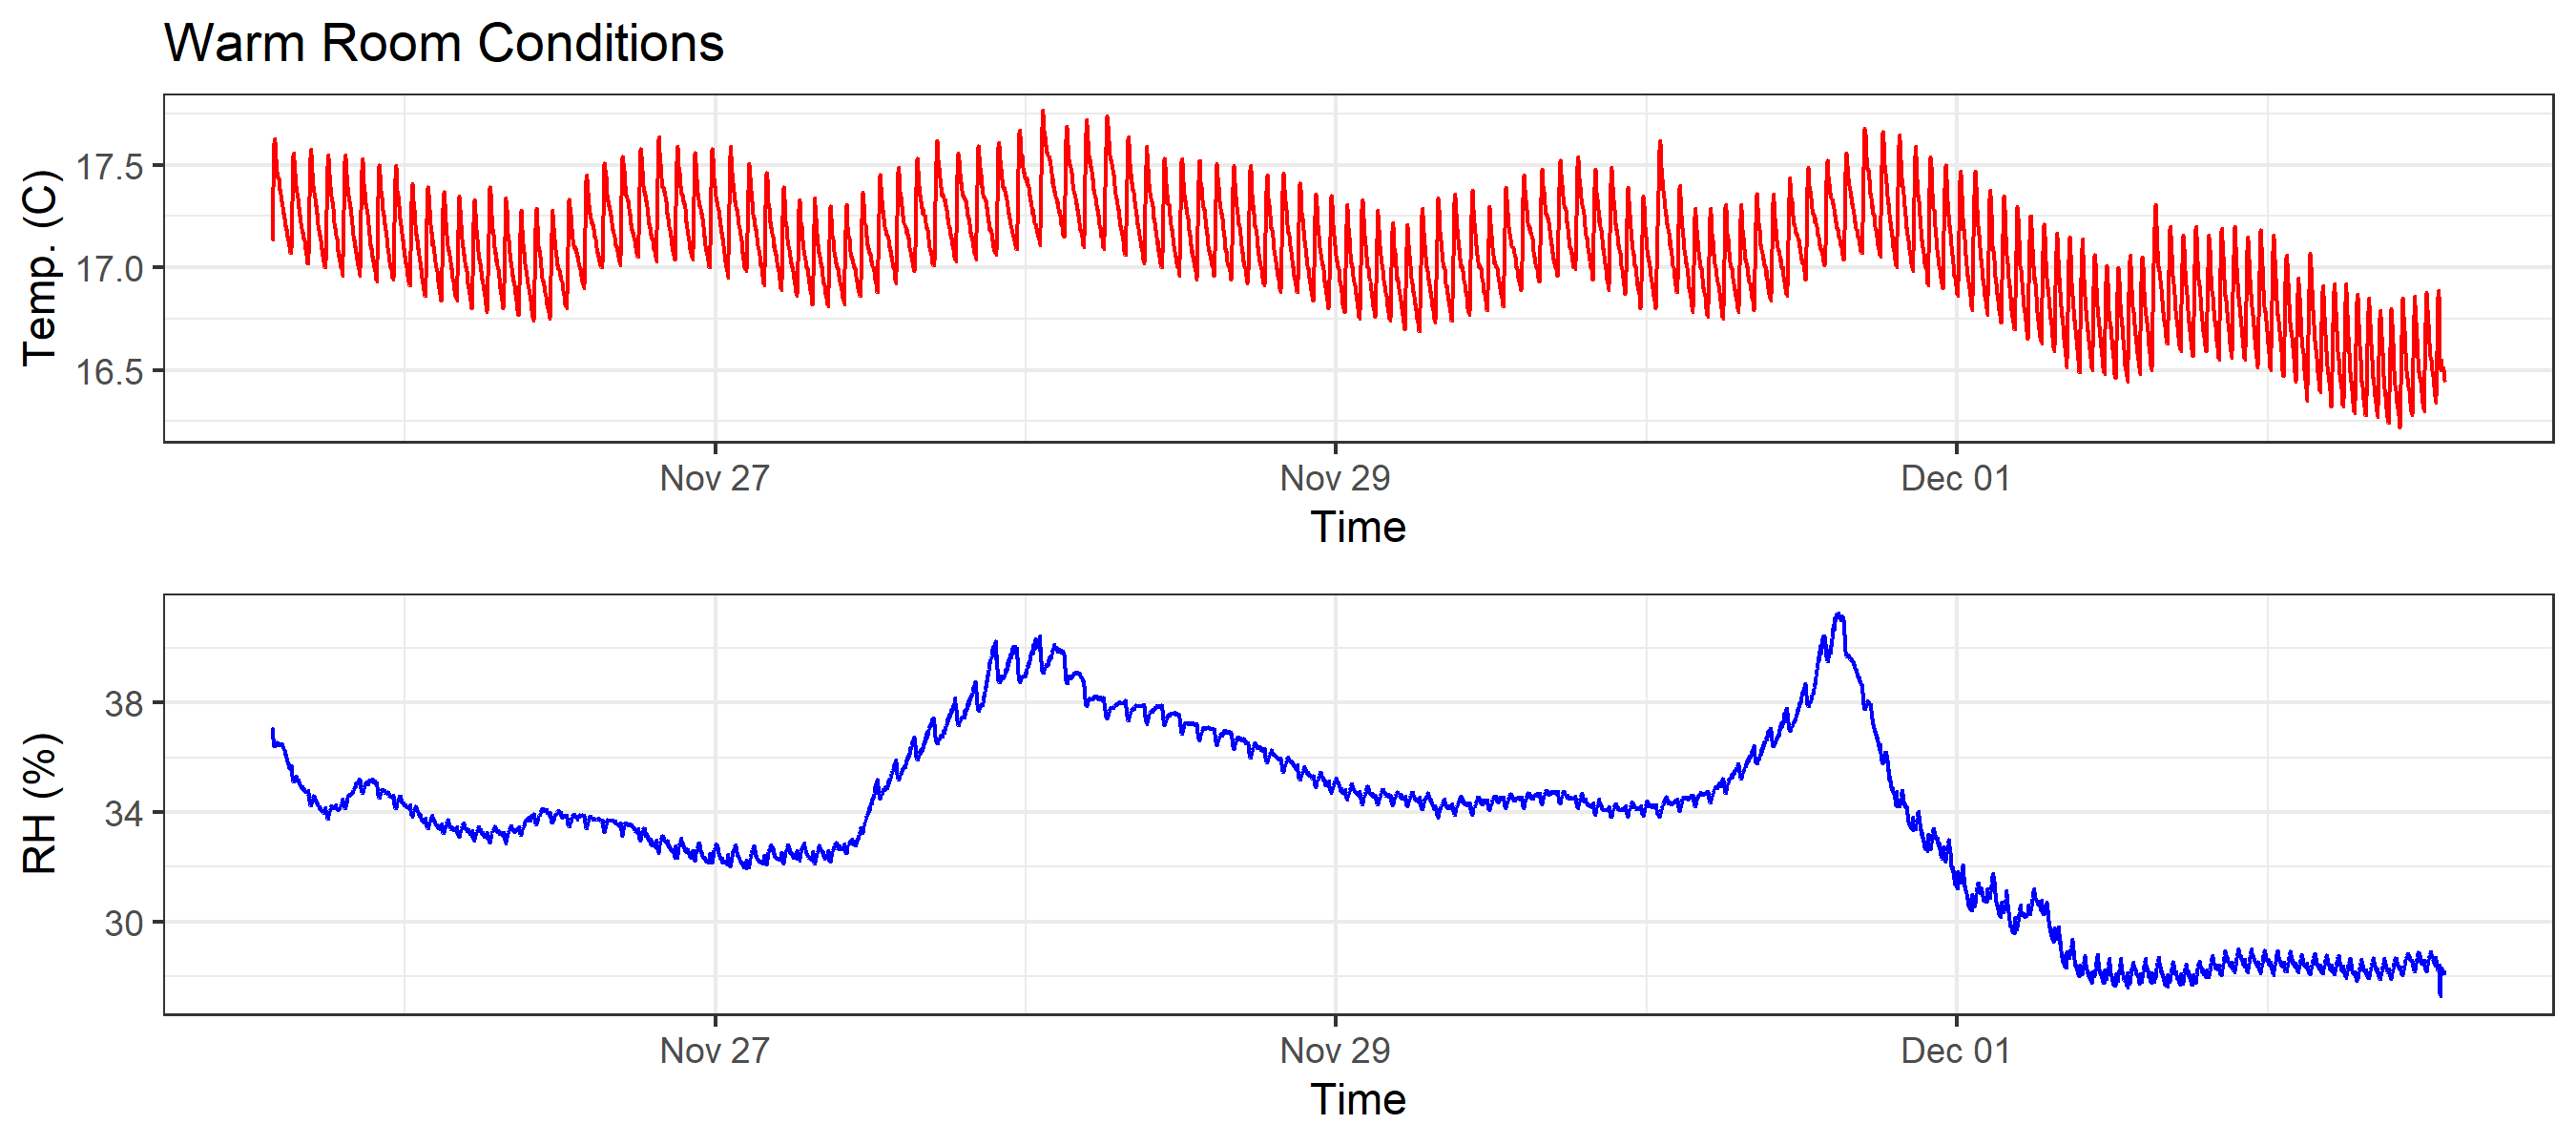 Warm Room Conditions
Temp. (C)
17.5
17.0
16.5
Nov 27 Nov 29 Dec 01
Time
RH (%)
38
34
30
Nov 27 Nov 29 Dec 01
Time